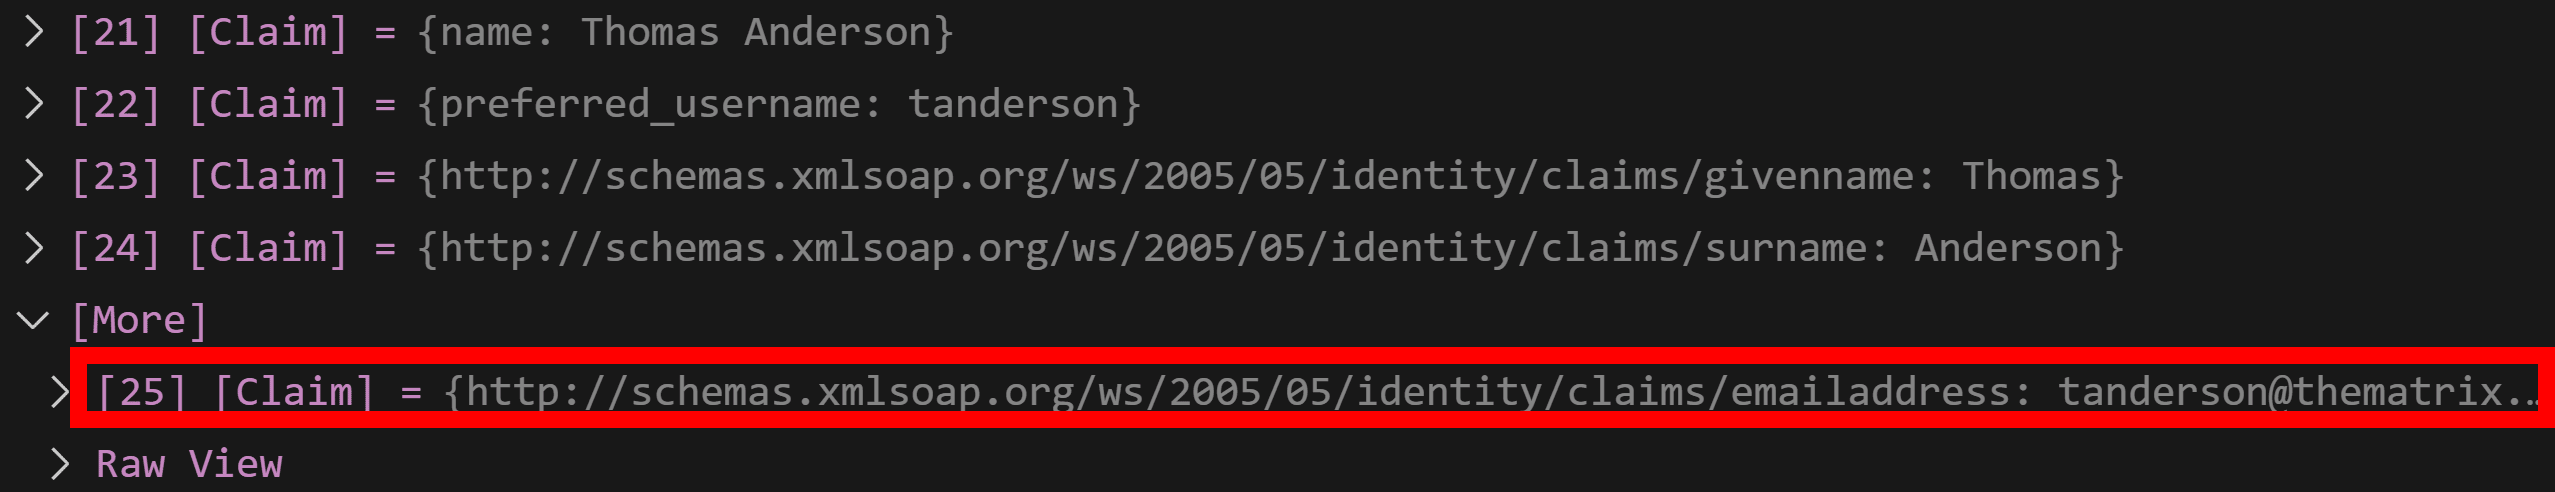 [21] [Claim] = {name: Thomas Anderson}
[22] [Claim] = {preferred_username: tanderson}
[23] [Claim] = {http://schemas.xmlsoap.org/ws/2005/05/identity/claims/givenname: Thomas}
[24] [Claim] = {http://schemas.xmlsoap.org/ws/2005/05/identity/claims/surname: Anderson}
[More]
[25] [Claim] = {http://schemas.xmlsoap.org/ws/2005/05/identity/claims/emailaddress: tanderson@thematrix.…
Raw View